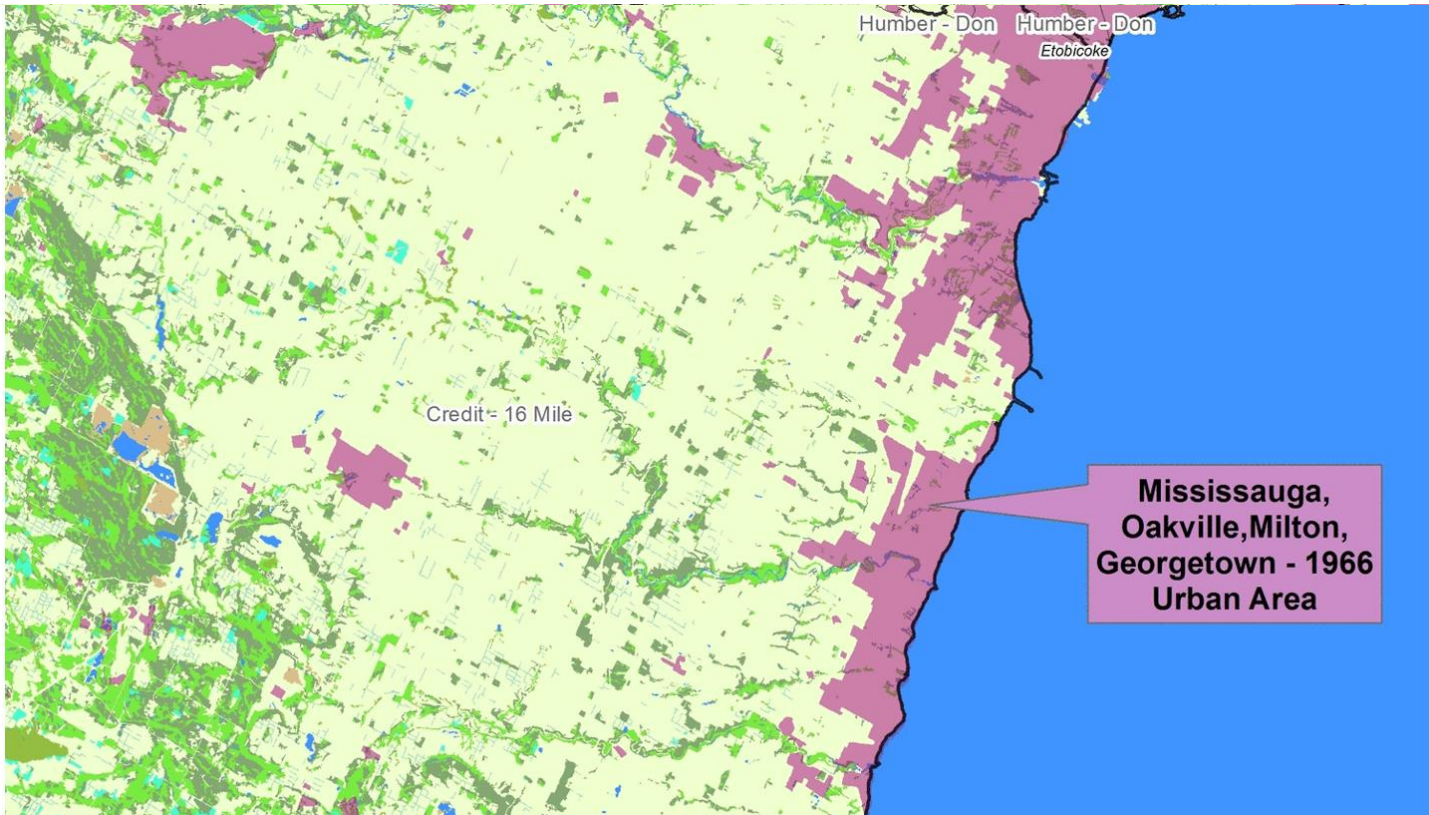 Humber - Don Humber - Don
Etobicoke
Credit - 16 Mile
Mississauga,
Oakville,Milton,
Georgetown - 1966
Urban Area